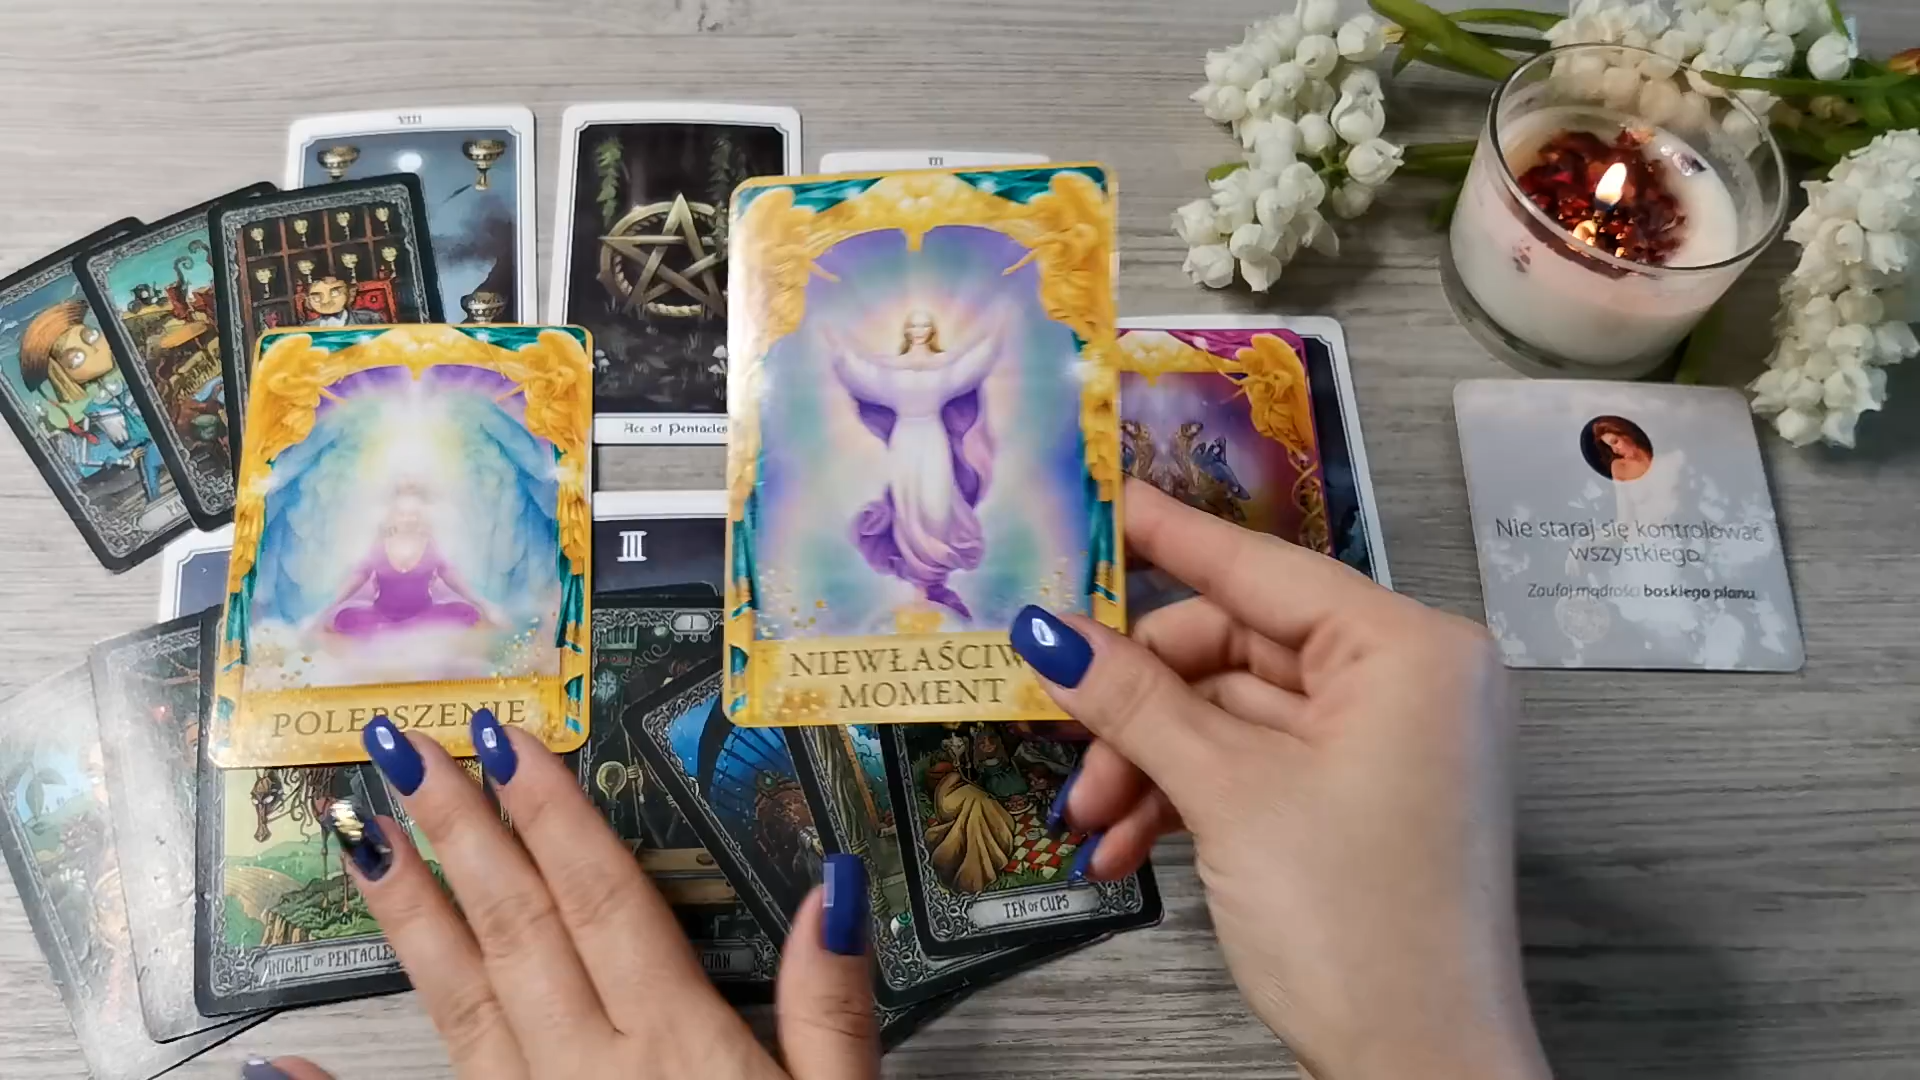 VIII
III
Ace of Pentacles
III
I
Nie staraj się kontrolować
wszystkiego.
Zaufaj mądrości boskiego planu.
NIEWŁAŚCIW
MOMENT
POLEPSZENIE
TEN OF CUPS
KNIGHT OF PENTACLES